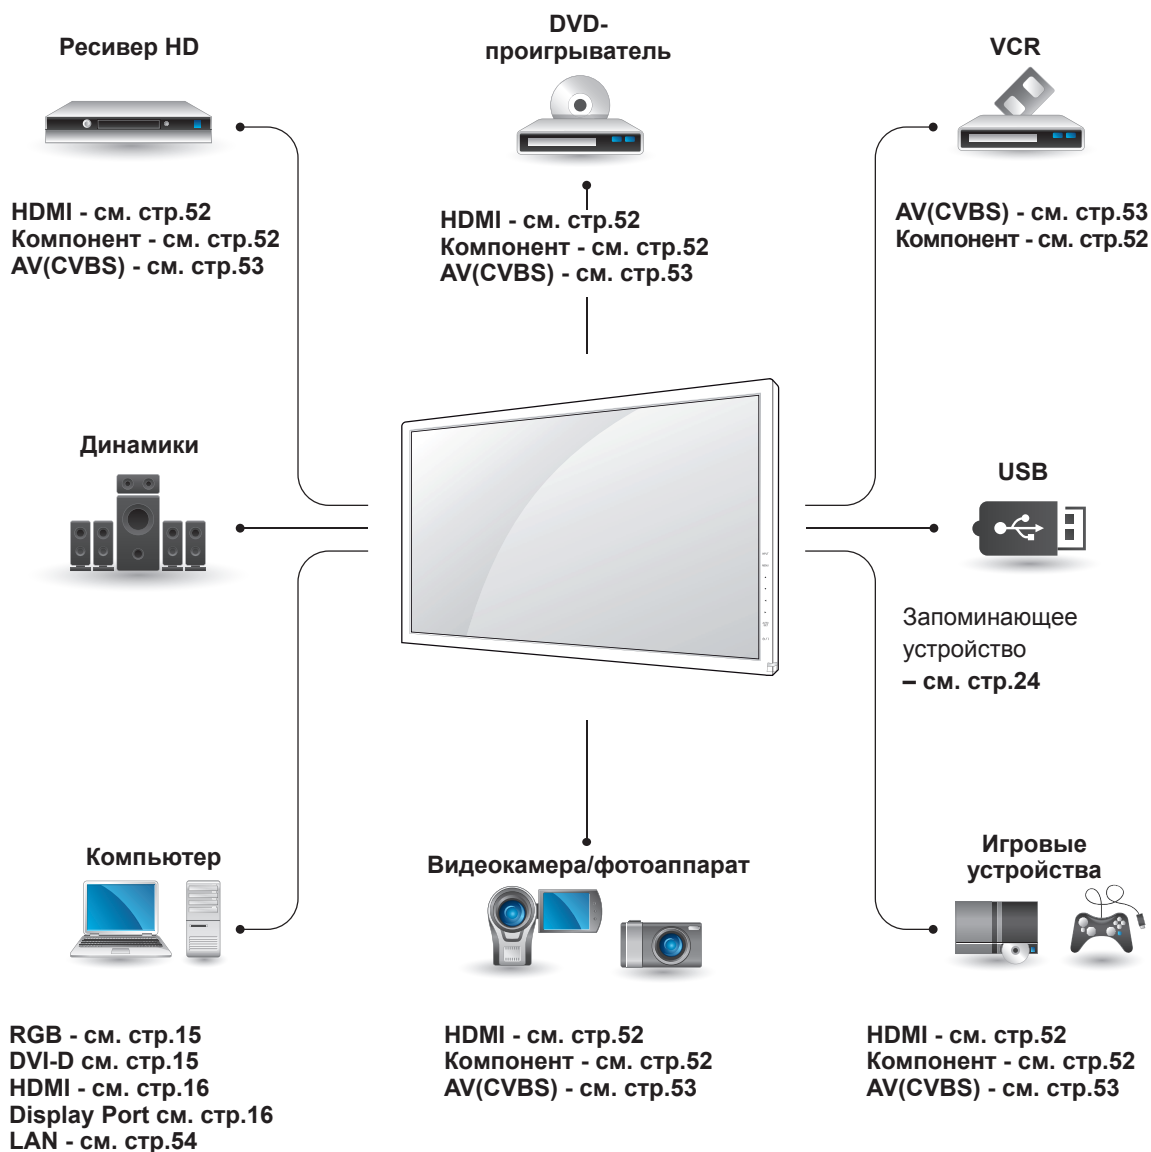 Ресивер HD
HDMI - см. стр.52
Компонент - см. стр.52
AV(CVBS) - см. стр.53
DVD-
проигрыватель
HDMI - см. стр.52
Компонент - см. стр.52
AV(CVBS) - см. стр.53
VCR
AV(CVBS) - см. стр.53
Компонент - см. стр.52
Динамики
USB
Запоминающее
устройство
– см. стр.24
Компьютер
RGB - см. стр.15
DVI-D см. стр.15
HDMI - см. стр.16
Display Port см. стр.16
LAN - см. стр.54
Видеокамера/фотоаппарат
HDMI - см. стр.52
Компонент - см. стр.52
AV(CVBS) - см. стр.53
Игровые
устройства
HDMI - см. стр.52
Компонент - см. стр.52
AV(CVBS) - см. стр.53